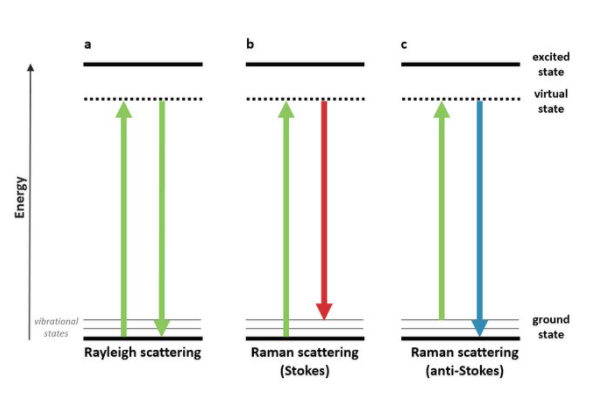 a
b
c
excited
state
virtual
state
Energy
vibrational
states
ground
state
Rayleigh scattering
Raman scattering
(Stokes)
Raman scattering
(anti-Stokes)